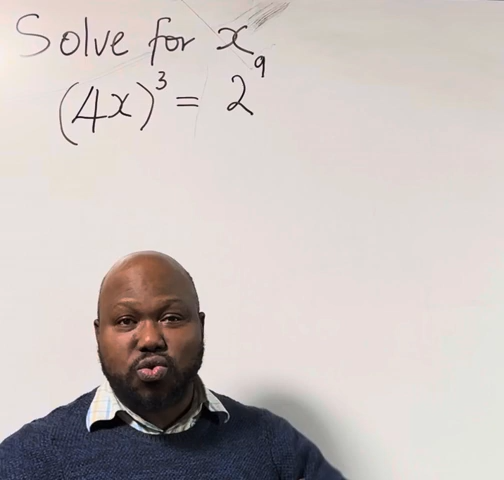 Solve for x
(4x)³ = 2⁹